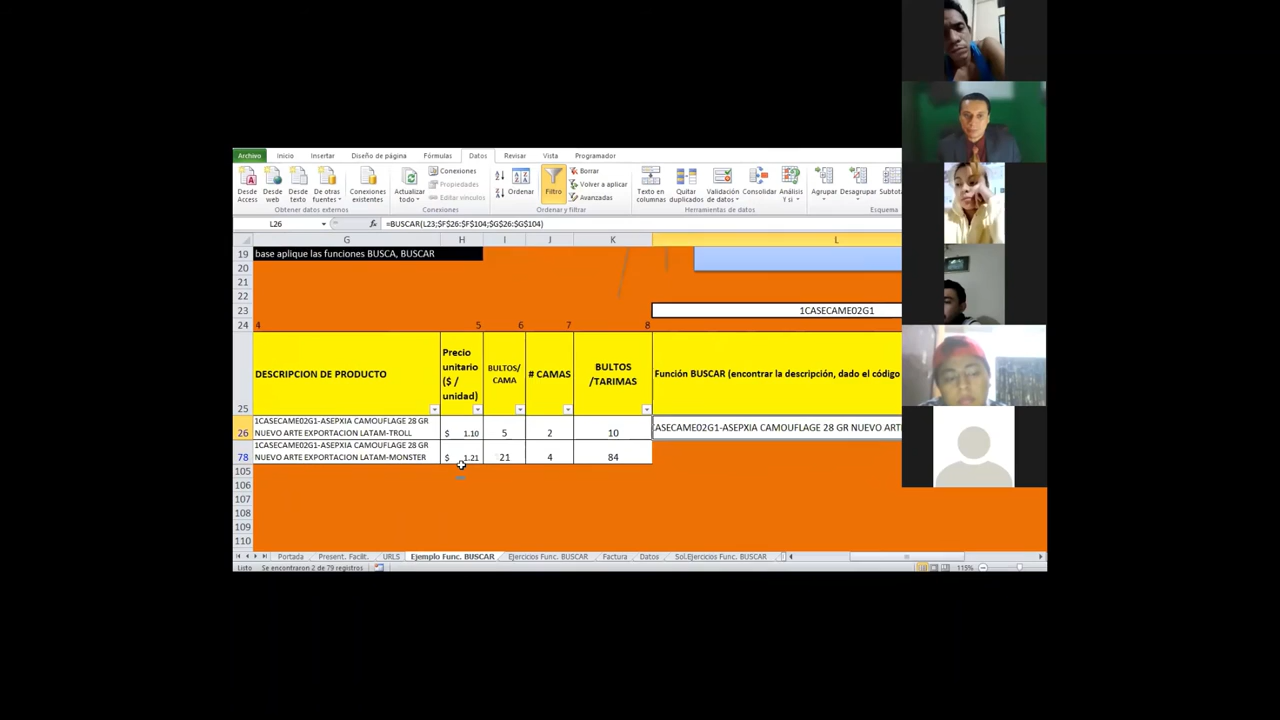 Archivo Inicio Insertar Diseño de página Fórmulas Datos Revisar Vista Programador
Desde Access
Desde web
Desde texto
De otras fuentes
Conexiones existentes
Actualizar todo
Conexiones
Propiedades
Editar vínculos
Ordenar
Filtro
Borrar
Volver a aplicar
Avanzadas
Texto en columnas
Quitar duplicados
Validación de datos
Consolidar
Análisis Y si
Agrupar
Desagrupar
Subtot
Obtener datos externos Conexiones Ordenar y filtrar Herramientas de datos Esquema
L26 fx =BUSCAR(L23;$F$26:$F$104;$G$26:$G$104)
G H I J K L
19 base aplique las funciones BUSCA, BUSCAR
20
21
22
23 1CASECAME02G1
24 4 5 6 7 8
25 DESCRIPCION DE PRODUCTO
Precio unitario ($ / unidad)
BULTOS/ CAMA
# CAMAS
BULTOS /TARIMAS
Función BUSCAR (encontrar la descripción, dado el código
26 1CASECAME02G1-ASEPXIA CAMOUFLAGE 28 GR
NUEVO ARTE EXPORTACION LATAM-TROLL $ 1.10 5 2 10 CASECAME02G1-ASEPXIA CAMOUFLAGE 28 GR NUEVO ART
78 1CASECAME02G1-ASEPXIA CAMOUFLAGE 28 GR
NUEVO ARTE EXPORTACION LATAM-MONSTER $ 1.21 21 4 84
105
106
107
108
109
110
Portada Present. Facilit. URLS Ejemplo Func. BUSCAR Ejercicios Func. BUSCAR Factura Datos Sol.Ejercicios Func. BUSCAR
Listo Se encontraron 2 de 79 registros 115%